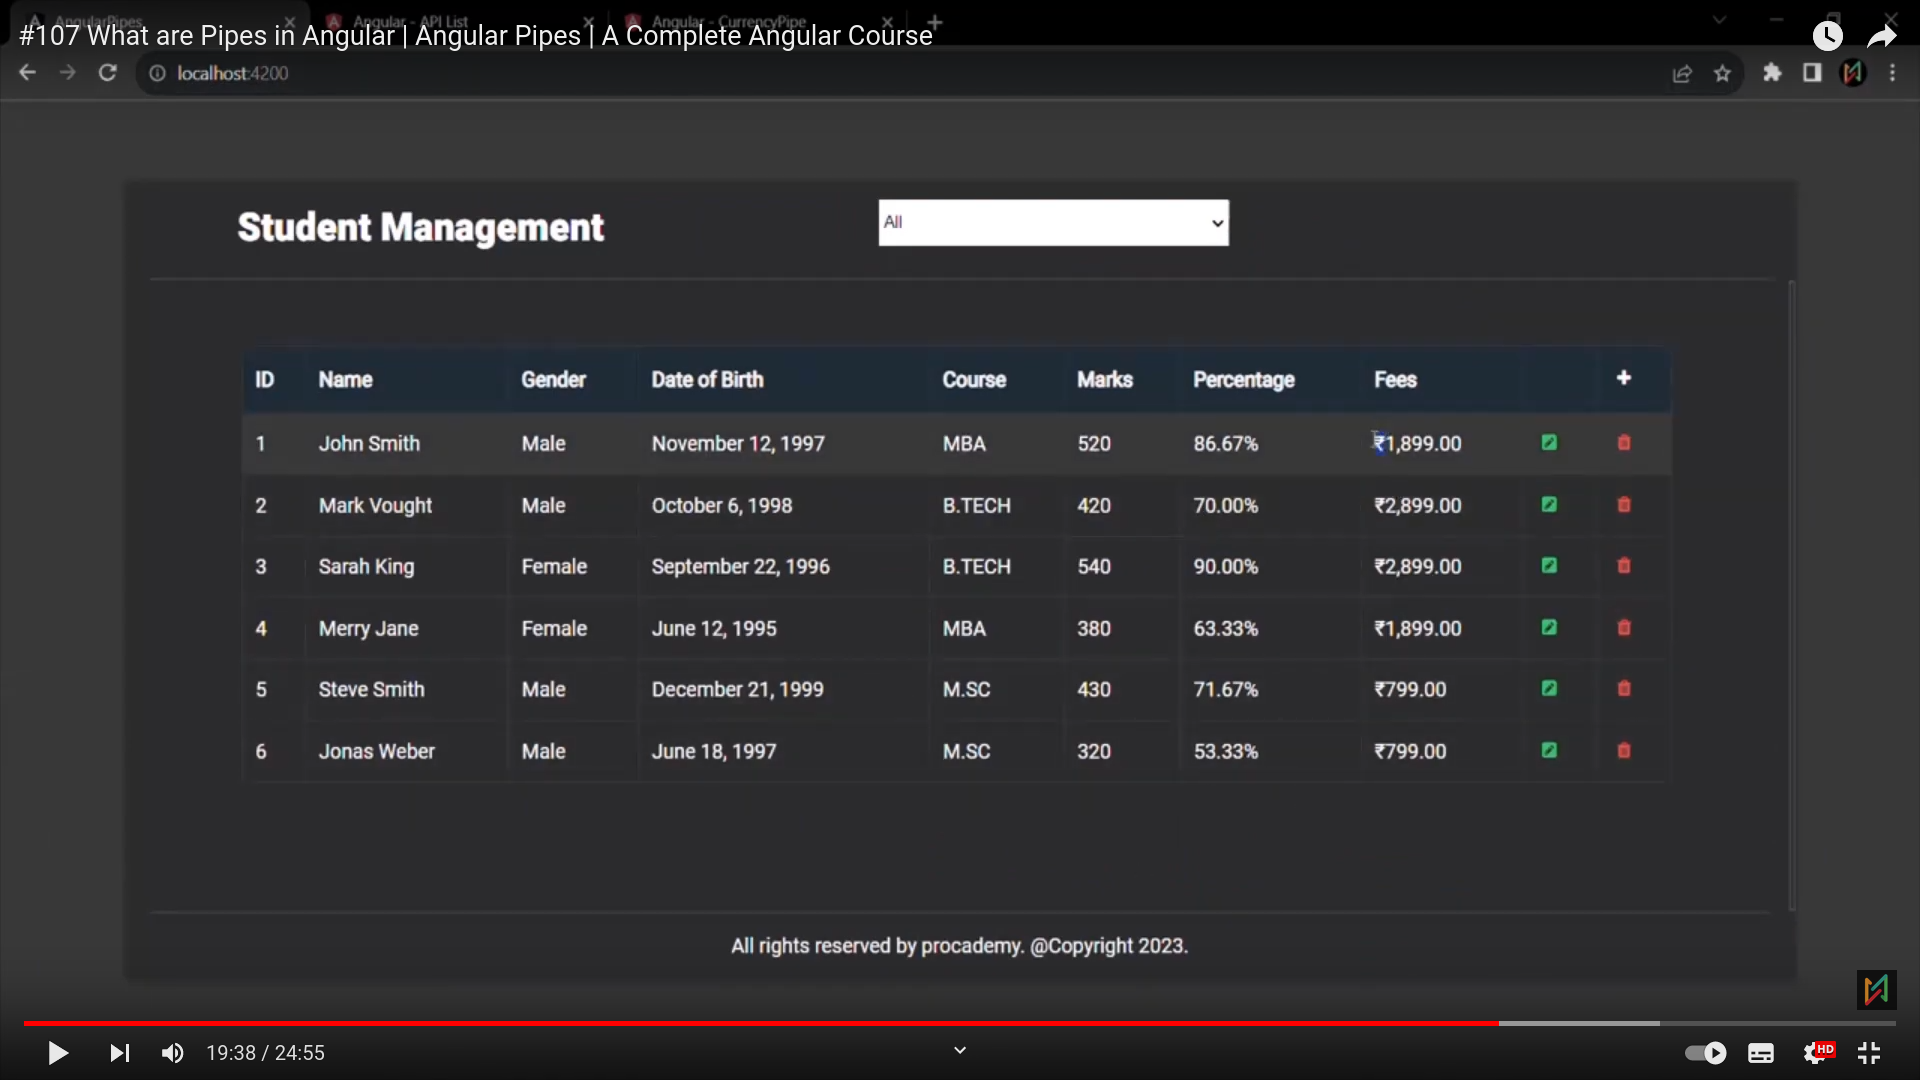 AngularPipes Angular - API List Angular - CurrencyPipe
#107 What are Pipes in Angular | Angular Pipes | A Complete Angular Course
localhost:4200
Student Management All
ID Name Gender Date of Birth Course Marks Percentage Fees +
1 John Smith Male November 12, 1997 MBA 520 86.67% ₹1,899.00
2 Mark Vought Male October 6, 1998 B.TECH 420 70.00% ₹2,899.00
3 Sarah King Female September 22, 1996 B.TECH 540 90.00% ₹2,899.00
4 Merry Jane Female June 12, 1995 MBA 380 63.33% ₹1,899.00
5 Steve Smith Male December 21, 1999 M.SC 430 71.67% ₹799.00
6 Jonas Weber Male June 18, 1997 M.SC 320 53.33% ₹799.00
All rights reserved by procademy. @Copyright 2023.
19:38 / 24:55 HD